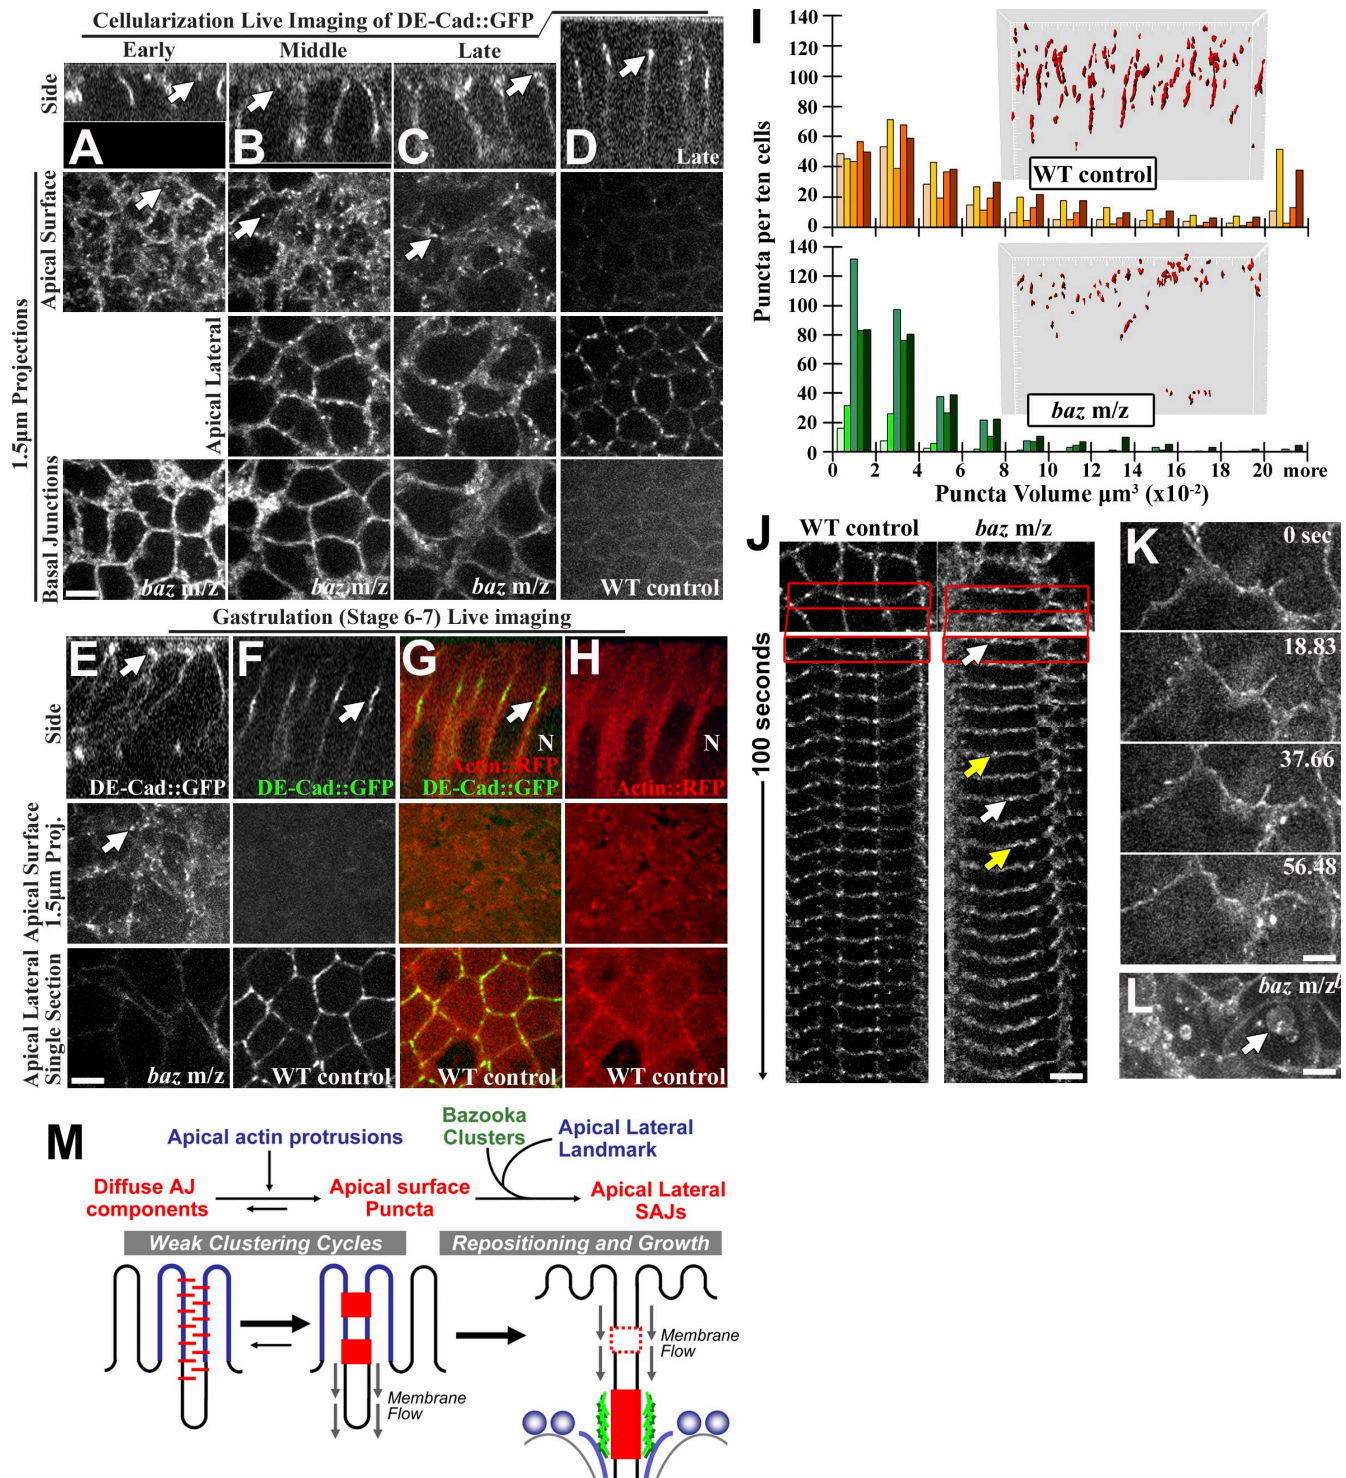 Cellularization Live Imaging of DE-Cad::GFP
Early
Middle
Late
Side
A
B
C
D
Late
1.5μm Projections
Apical Surface
Apical Lateral
Basal Junctions
baz m/z
baz m/z
baz m/z
WT control
Gastrulation (Stage 6-7) Live imaging
Side
E
F
G
H
N
N
DE-Cad::GFP
DE-Cad::GFP
Actin::RFP
DE-Cad::GFP
Actin::RFP
Apical Surface
1.5μm Proj.
Apical Lateral
Single Section
baz m/z
WT control
WT control
WT control
I
Puncta per ten cells
140
120
100
80
60
40
20
0
WT control
140
120
100
80
60
40
20
0
baz m/z
0 2 4 6 8 10 12 14 16 18 20 more
Puncta Volume μm³ (x10⁻²)
J
WT control
baz m/z
100 seconds
K
0 sec
18.83
37.66
56.48
L
baz m/z
M
Apical actin protrusions
Bazooka
Clusters
Apical Lateral
Landmark
Diffuse AJ
components
Apical surface
Puncta
Apical Lateral
SAJs
Weak Clustering Cycles
Repositioning and Growth
Membrane
Flow
Membrane
Flow